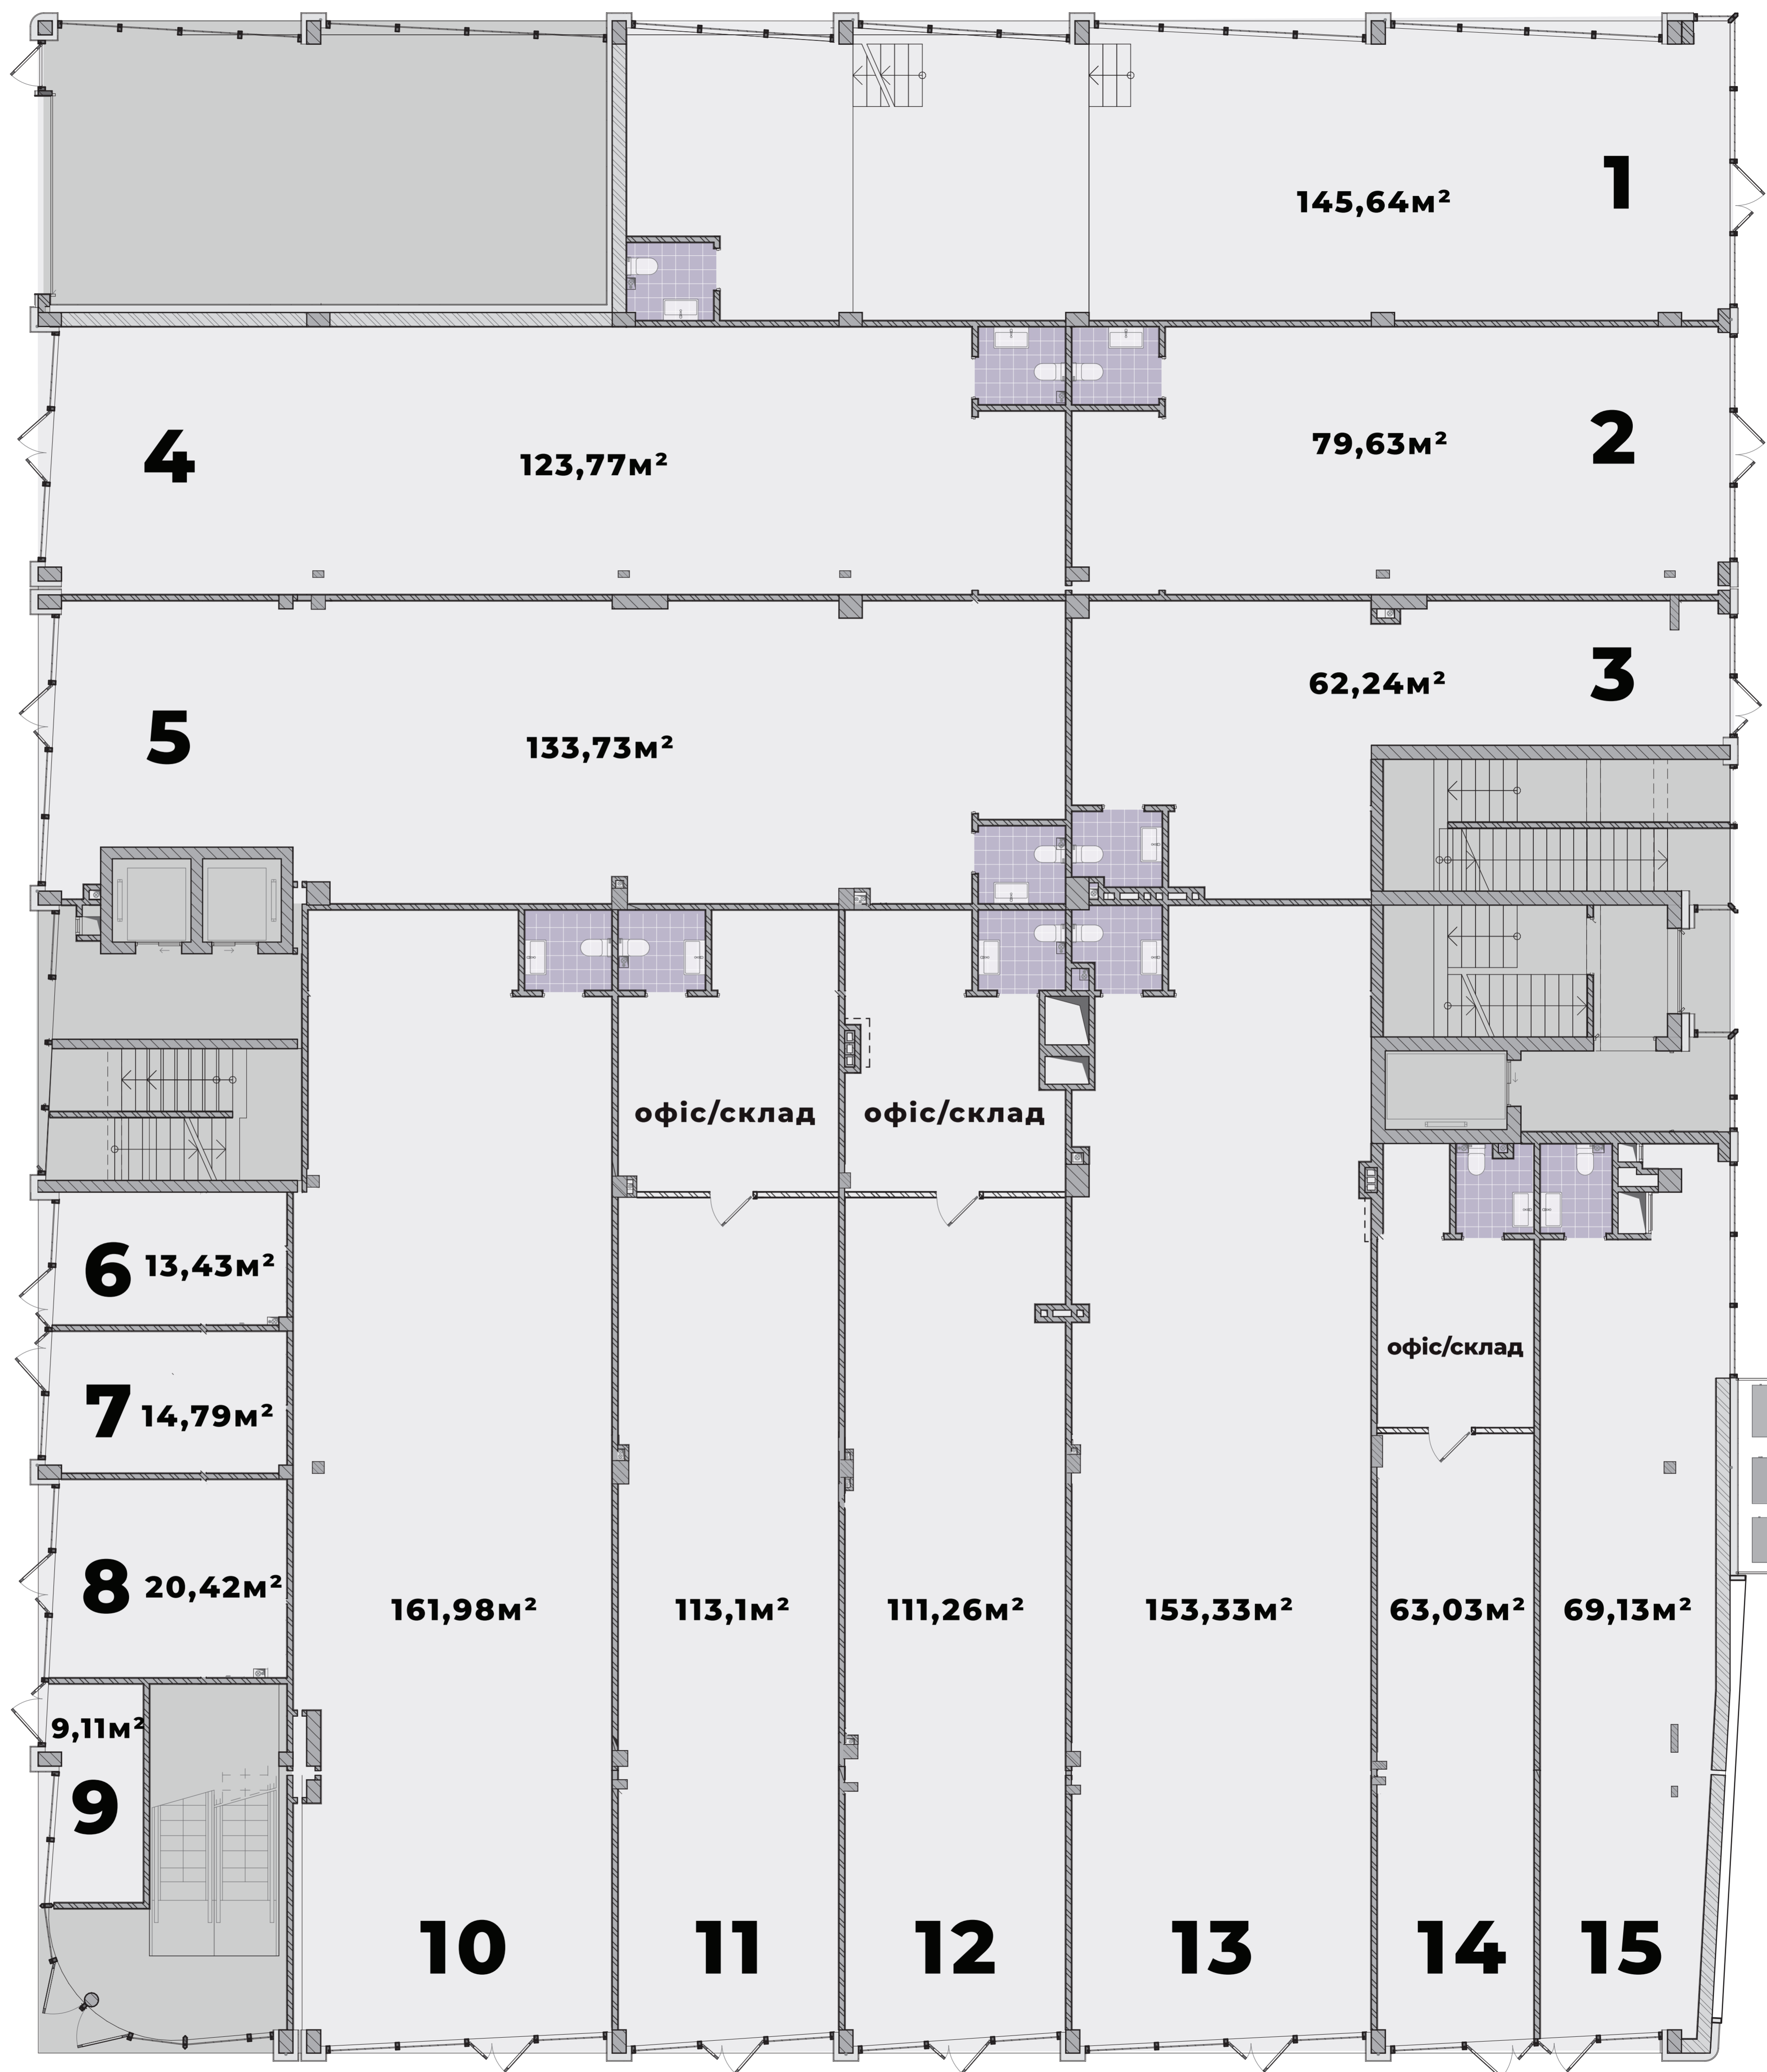 1
145,64м²
2
79,63м²
4
123,77м²
3
62,24м²
5
133,73м²
офіс/склад
офіс/склад
6 13,43м²
офіс/склад
7 14,79м²
8 20,42м²
161,98м²
113,1м²
111,26м²
153,33м²
63,03м²
69,13м²
9,11м²
9
10
11
12
13
14
15